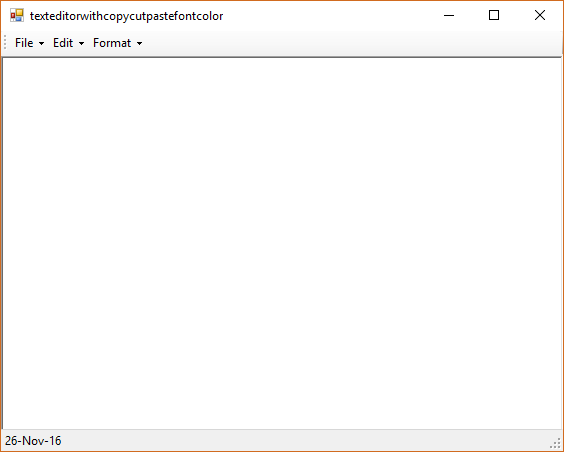 texteditorwithcopycutpastefontcolor
File Edit Format
26-Nov-16